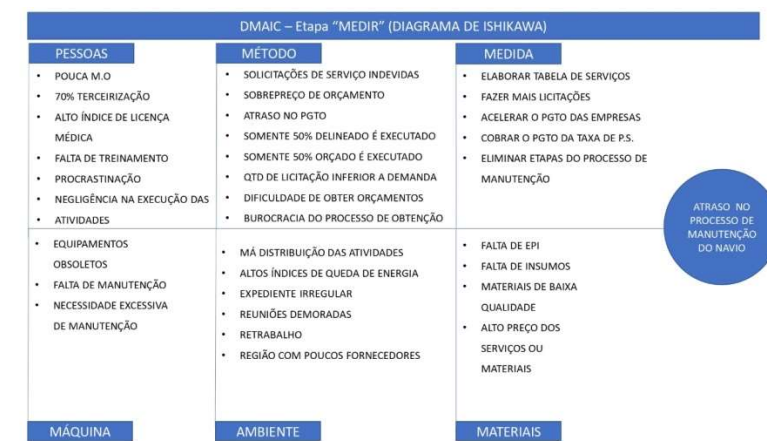 DMAIC – Etapa "MEDIR" (DIAGRAMA DE ISHIKAWA)
PESSOAS
• POUCA M.O
• 70% TERCEIRIZAÇÃO
• ALTO ÍNDICE DE LICENÇA
MÉDICA
• FALTA DE TREINAMENTO
• PROCRASTINAÇÃO
• NEGLIGÊNCIA NA EXECUÇÃO DAS
• ATIVIDADES
MÉTODO
• SOLICITAÇÕES DE SERVIÇO INDEVIDAS
• SOBREPREÇO DE ORÇAMENTO
• ATRASO NO PGTO
• SOMENTE 50% DELINEADO É EXECUTADO
• SOMENTE 50% ORÇADO É EXECUTADO
• QTD DE LICITAÇÃO INFERIOR A DEMANDA
• DIFICULDADE DE OBTER ORÇAMENTOS
• BUROCRACIA DO PROCESSO DE OBTENÇÃO
MEDIDA
• ELABORAR TABELA DE SERVIÇOS
• FAZER MAIS LICITAÇÕES
• ACELERAR O PGTO DAS EMPRESAS
• COBRAR O PGTO DA TAXA DE P.S.
• ELIMINAR ETAPAS DO PROCESSO DE
MANUTENÇÃO
ATRASO NO
PROCESSO DE
MANUTENÇÃO
DO NAVIO
• EQUIPAMENTOS
OBSOLETOS
• FALTA DE MANUTENÇÃO
• NECESSIDADE EXCESSIVA
DE MANUTENÇÃO
MÁQUINA
• MÁ DISTRIBUIÇÃO DAS ATIVIDADES
• ALTOS ÍNDICES DE QUEDA DE ENERGIA
• EXPEDIENTE IRREGULAR
• REUNIÕES DEMORADAS
• RETRABALHO
• REGIÃO COM POUCOS FORNECEDORES
AMBIENTE
• FALTA DE EPI
• FALTA DE INSUMOS
• MATERIAIS DE BAIXA
QUALIDADE
• ALTO PREÇO DOS
SERVIÇOS OU
MATERIAIS
MATERIAIS